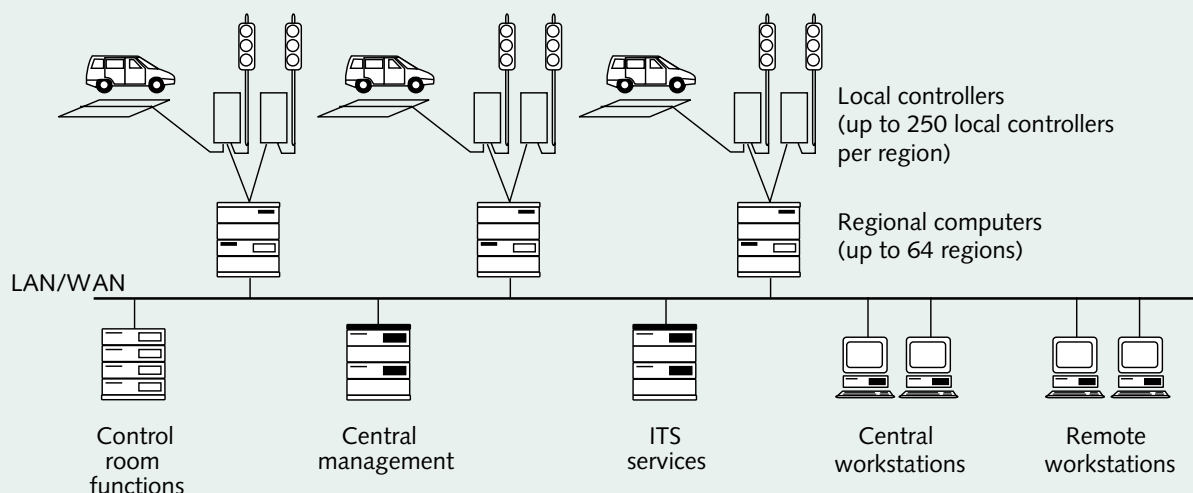 Local controllers
(up to 250 local controllers
per region)
Regional computers
(up to 64 regions)
LAN/WAN
Control
room
functions
Central
management
ITS
services
Central
workstations
Remote
workstations